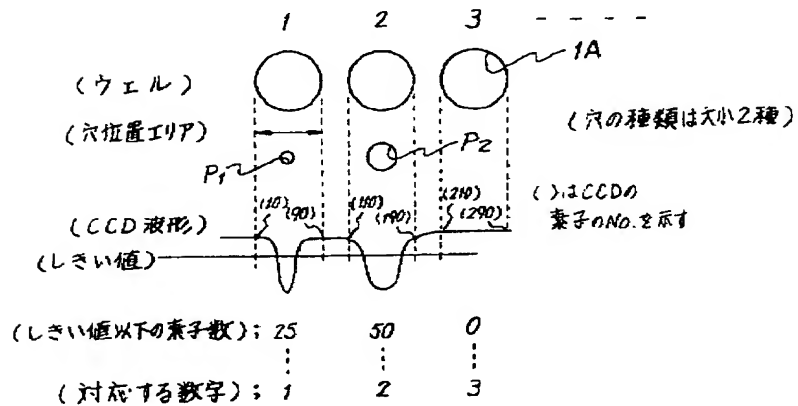 1 2 3 - - - -
1A
(ウェル)
(穴位置エリア)
(穴の種類は大小2種)
P1 P2
(10) (90) (110) (190) (210) (290)
( )はCCDの
素子のNo.を示す
(CCD波形)
(しきい値)
(しきい値以下の素子数); 25 50 0
(対応する数字); 1 2 3